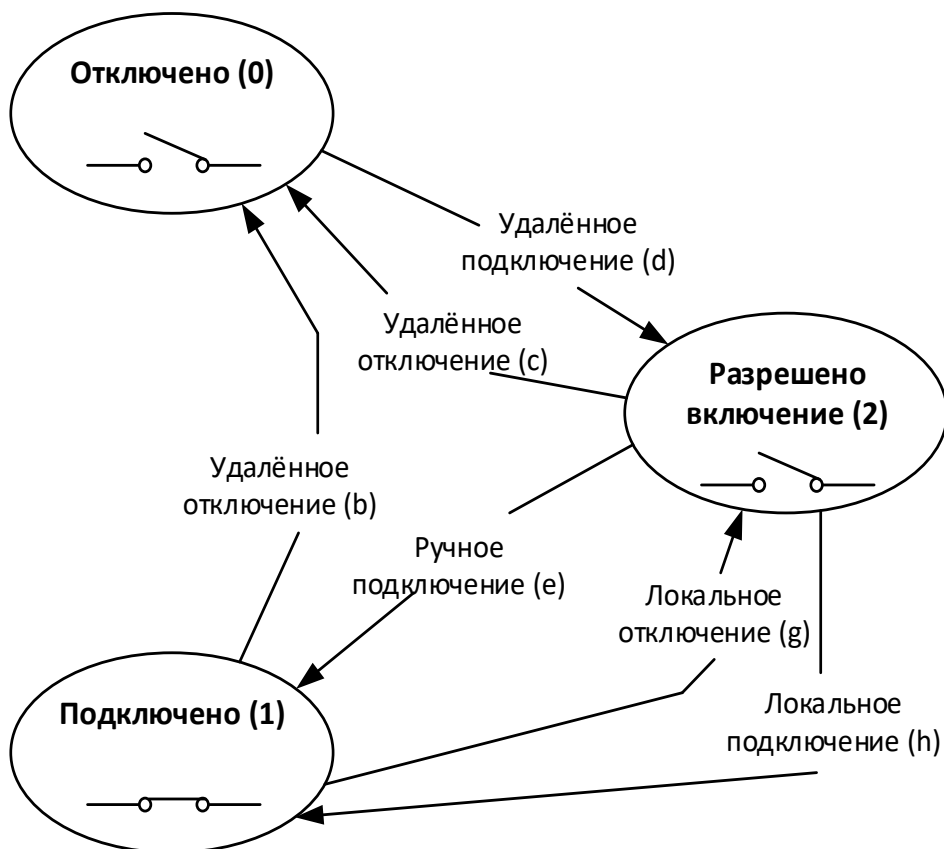 Отключено (0)
Удалённое
подключение (d)
Удалённое
отключение (c)
Разрешено
включение (2)
Удалённое
отключение (b)
Ручное
подключение (e)
Локальное
отключение (g)
Подключено (1)
Локальное
подключение (h)